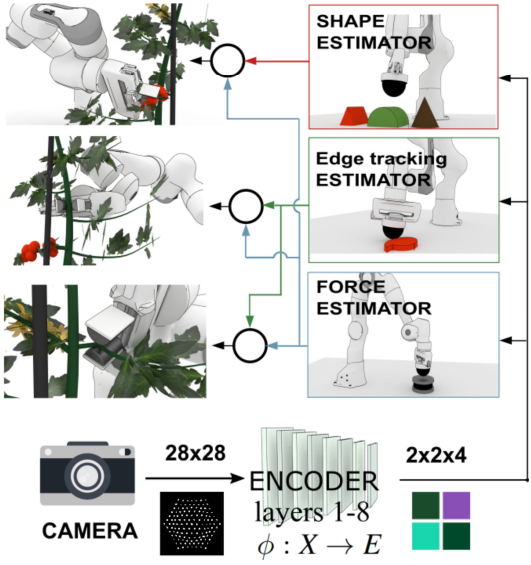 SHAPE
ESTIMATOR
Edge tracking
ESTIMATOR
FORCE
ESTIMATOR
28x28
2x2x4
ENCODER
layers 1-8
CAMERA
ϕ : X → E